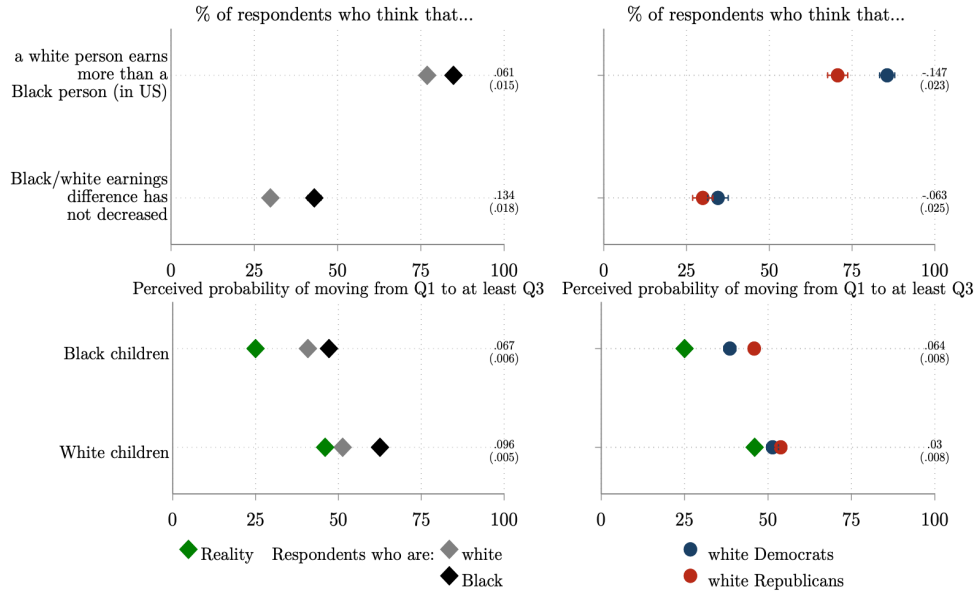 % of respondents who think that...
% of respondents who think that...
a white person earns
more than a
Black person (in US)
.061
(.015)
-.147
(.023)
Black/white earnings
difference has
not decreased
.134
(.018)
-.063
(.025)
0 25 50 75 100
0 25 50 75 100
Perceived probability of moving from Q1 to at least Q3
Perceived probability of moving from Q1 to at least Q3
Black children
.067
(.006)
.064
(.008)
White children
.096
(.005)
.03
(.008)
0 25 50 75 100
0 25 50 75 100
Reality Respondents who are: white
Black
white Democrats
white Republicans